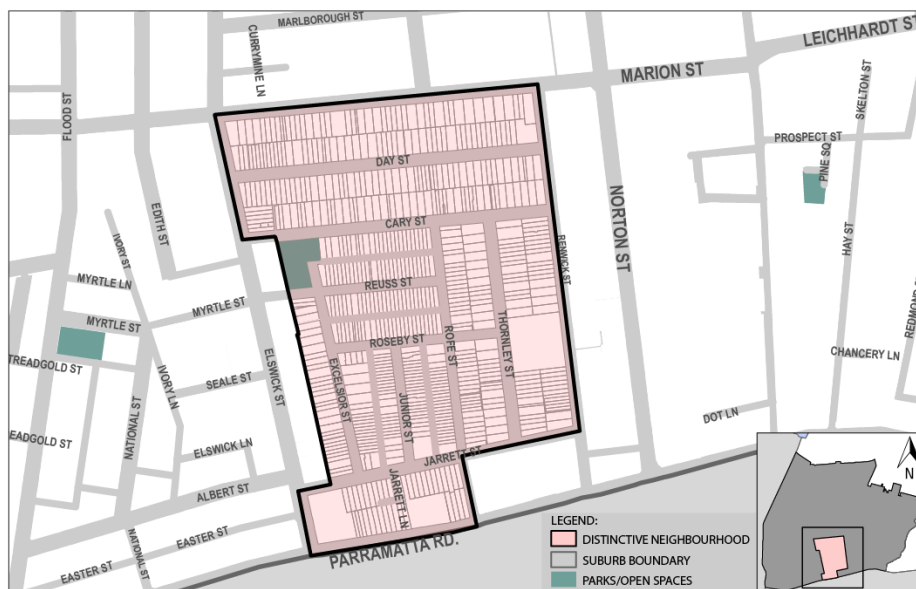 MARLBOROUGH ST
LEICHHARDT ST
CURRYMINE LN
MARION ST
SKELTON ST
FLOOD ST
PROSPECT ST
DAY ST
PINE SQ
EDITH ST
NORTON ST
CARY ST
IVORY ST
RENWICK ST
HAY ST
MYRTLE LN
REUSS ST
REDMOND
MYRTLE ST
MYRTLE ST
THORNLEY ST
ROSEBY ST
ROFE ST
CHANCERY LN
TREADGOLD ST
ELSWICK ST
EXCELSIOR ST
IVORY LN
SEALE ST
JUNIOR ST
NATIONAL ST
DOT LN
EADGOLD ST
ELSWICK LN
JARRETT ST
ALBERT ST
JARRETT LN
N
EASTER ST
NATIONAL ST
PARRAMATTA RD.
EASTER ST
LEGEND:
DISTINCTIVE NEIGHBOURHOOD
SUBURB BOUNDARY
PARKS/OPEN SPACES